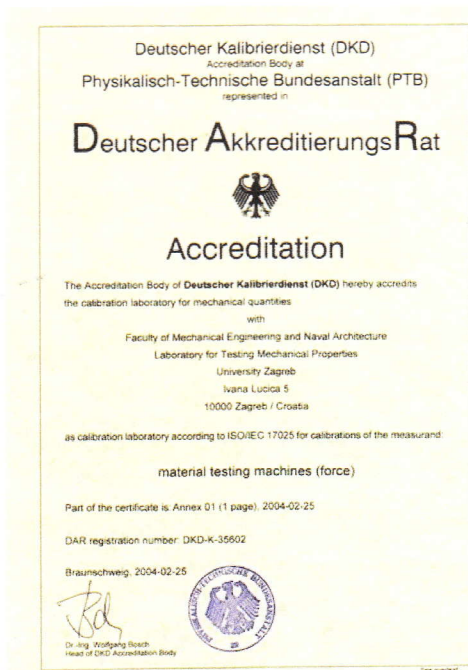 Deutscher Kalibrierdienst (DKD)
Accreditation Body at
Physikalisch-Technische Bundesanstalt (PTB)
represented in
Deutscher AkkreditierungsRat
Accreditation
The Accreditation Body of Deutscher Kalibrierdienst (DKD) hereby accredits
the calibration laboratory for mechanical quantities
with
Faculty of Mechanical Engineering and Naval Architecture
Laboratory for Testing Mechanical Properties
University Zagreb
Ivana Lucica 5
10000 Zagreb / Croatia
as calibration laboratory according to ISO/IEC 17025 for calibrations of the measurand:
material testing machines (force)
Part of the certificate is Annex 01 (1 page), 2004-02-25
DAR registration number: DKD-K-35602
Braunschweig, 2004-02-25
PHYSIKALISCH-TECHNISCHE BUNDESANSTALT
Dr.-Ing. Wolfgang Bosch
Head of DKD Accreditation Body